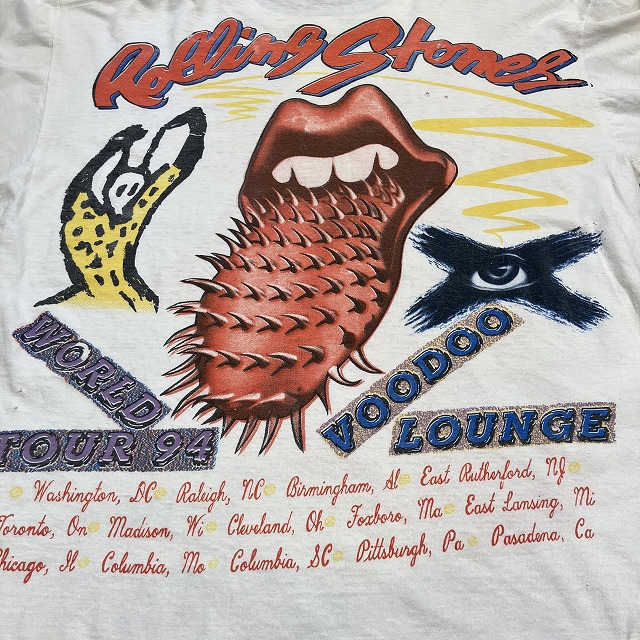 Rolling Stones
WORLD
TOUR 94
VOODOO
LOUNGE
Washington, DC Raleigh, NC Birmingham, Al East Rutherford, NJ
Toronto, On Madison, Wi Cleveland, Oh Foxboro, Ma East Lansing, Mi
Chicago, Il Columbia, Mo Columbia, SC Pittsburgh, Pa Pasadena, Ca